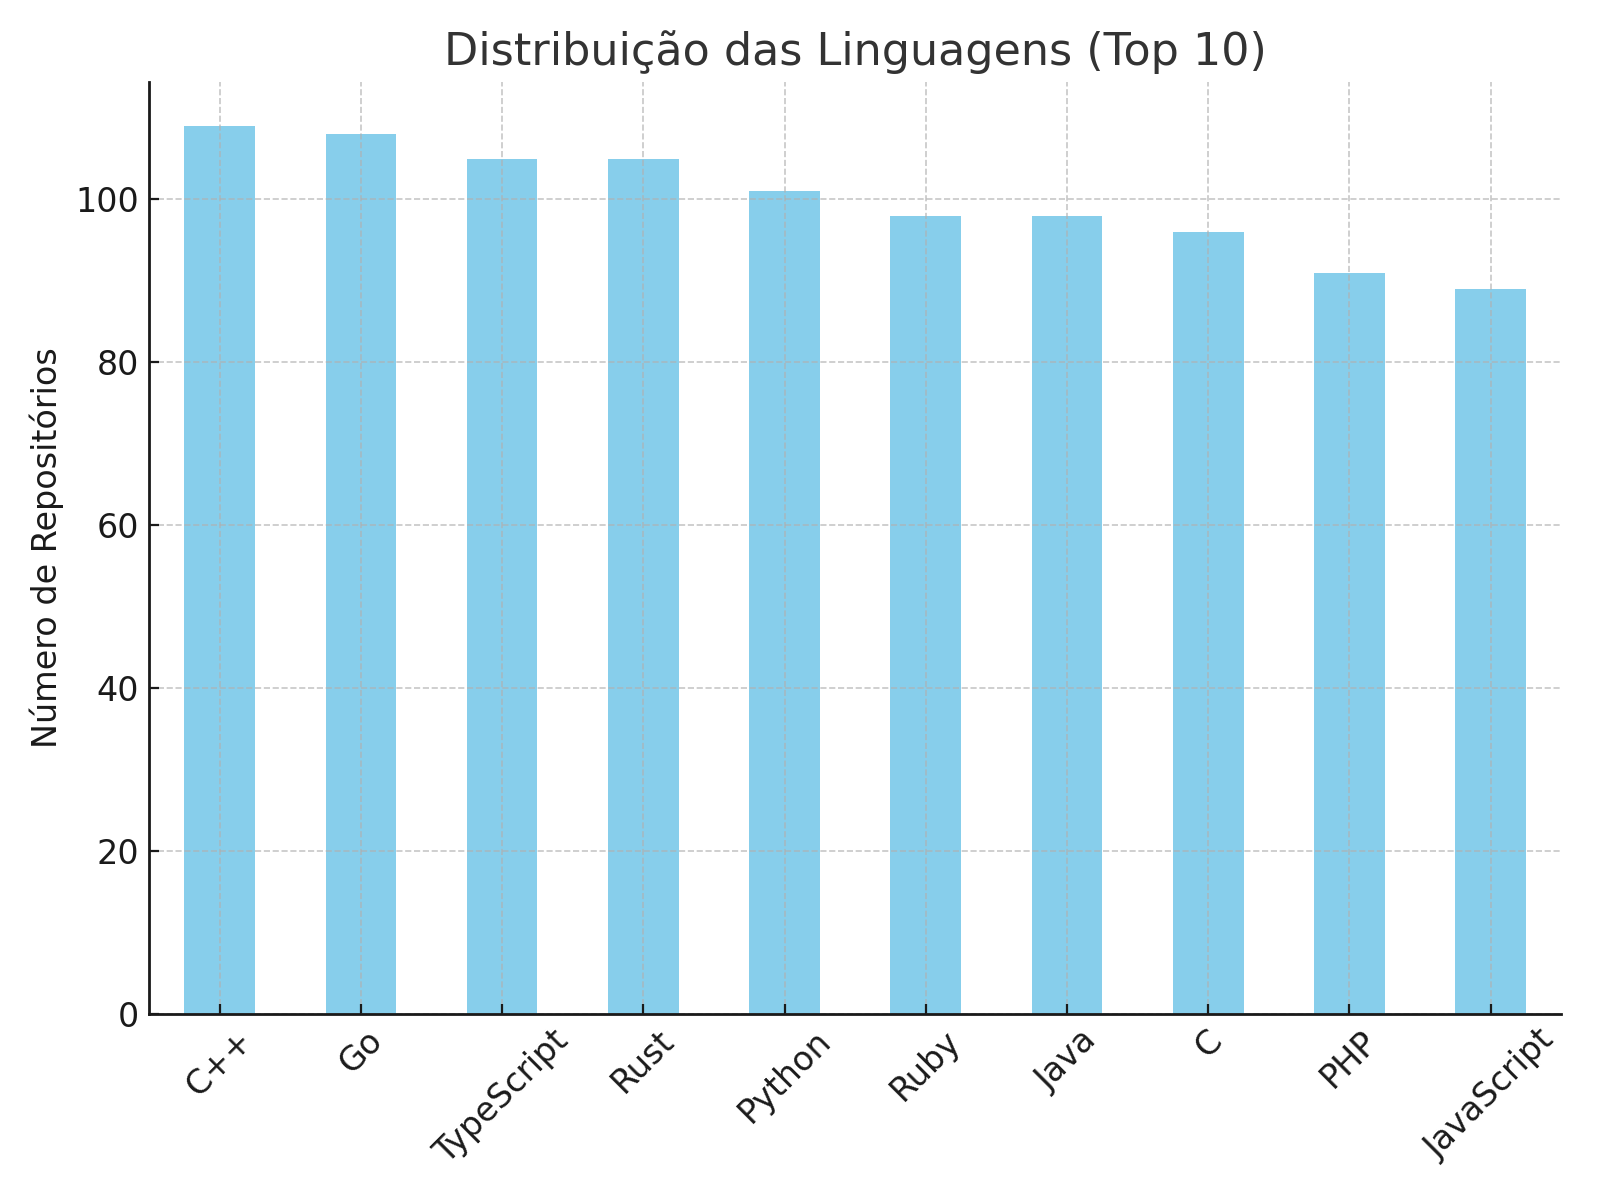 Distribuição das Linguagens (Top 10)
Número de Repositórios
100
80
60
40
20
0
C++
Go
TypeScript
Rust
Python
Ruby
Java
C
PHP
JavaScript